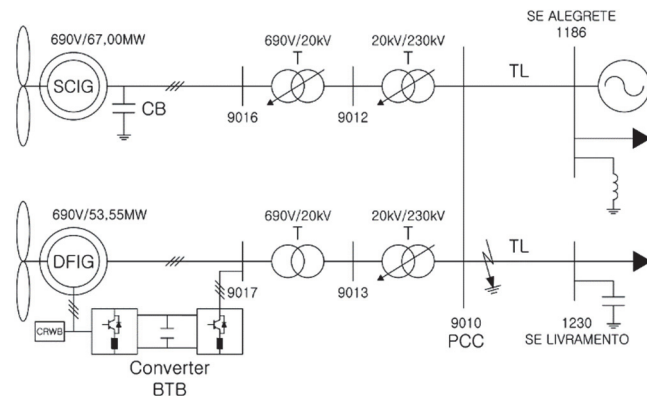 SE ALEGRETE
1186
690V/67,00MW
690V/20kV
20kV/230kV
SCIG
CB
TL
9016
9012
690V/53,55MW
690V/20kV
20kV/230kV
DFIG
TL
9017
9013
CRWB
9010
PCC
1230
SE LIVRAMENTO
Converter
BTB